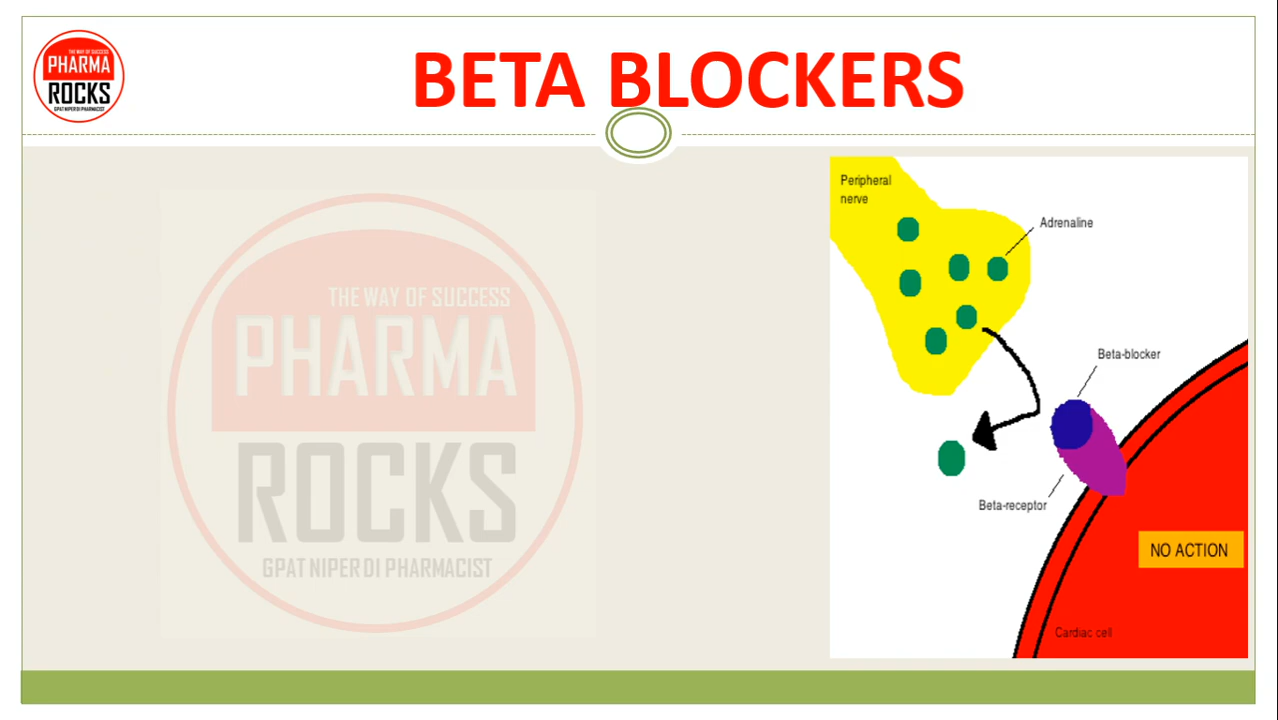 THE WAY OF SUCCESS
PHARMA
ROCKS
GPAT NIPER DI PHARMACIST
BETA BLOCKERS
THE WAY OF SUCCESS
PHARMA
ROCKS
GPAT NIPER DI PHARMACIST
Peripheral
nerve
Adrenaline
Beta-blocker
Beta-receptor
NO ACTION
Cardiac cell